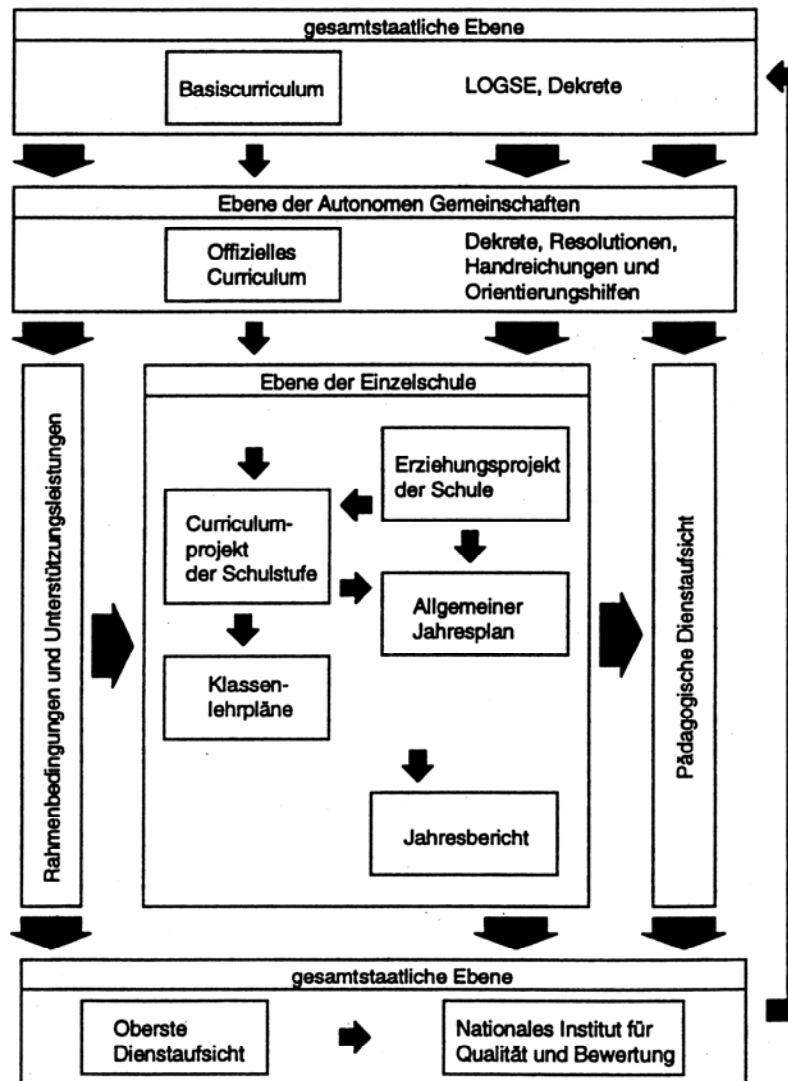 gesamtstaatliche Ebene
Basiscurriculum
LOGSE, Dekrete
Ebene der Autonomen Gemeinschaften
Offizielles
Curriculum
Dekrete, Resolutionen,
Handreichungen und
Orientierungshilfen
Rahmenbedingungen und Unterstützungsleistungen
Ebene der Einzelschule
Erziehungsprojekt
der Schule
Curriculum-
projekt
der Schulstufe
Allgemeiner
Jahresplan
Klassen-
lehrpläne
Jahresbericht
Pädagogische Dienstaufsicht
gesamtstaatliche Ebene
Oberste
Dienstaufsicht
Nationales Institut für
Qualität und Bewertung